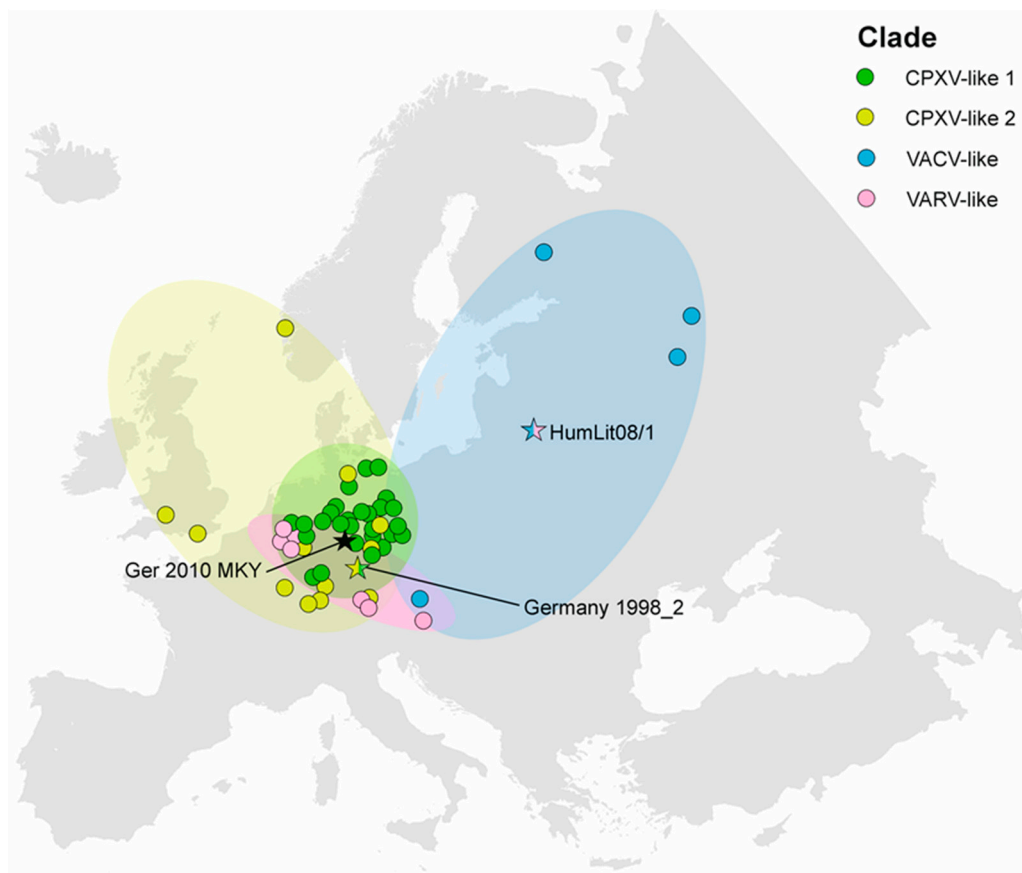 Clade
CPXV-like 1
CPXV-like 2
VACV-like
VARV-like
HumLit08/1
Ger 2010 MKY
Germany 1998_2